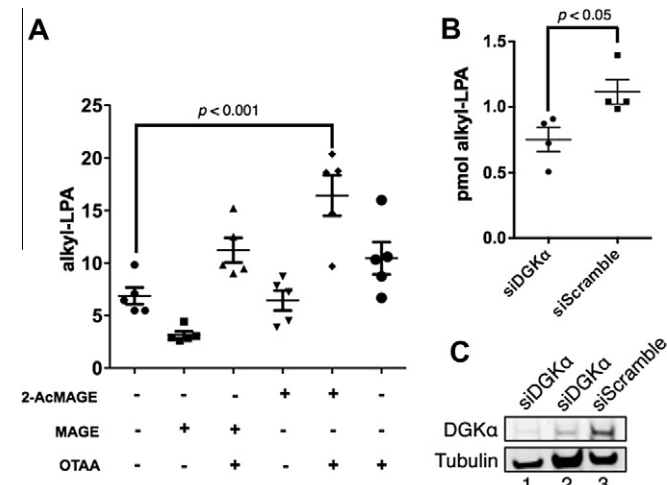 A
p < 0.001
alkyl-LPA
25
20
15
10
5
0
2-AcMAGE - - - + + -
MAGE - + + - - -
OTAA - - + - + +
B
p < 0.05
pmol alkyl-LPA
1.5
1.0
0.5
0.0
siDGKα
siScramble
C
siDGKα siDGKα siScramble
DGKα
Tubulin
1 2 3